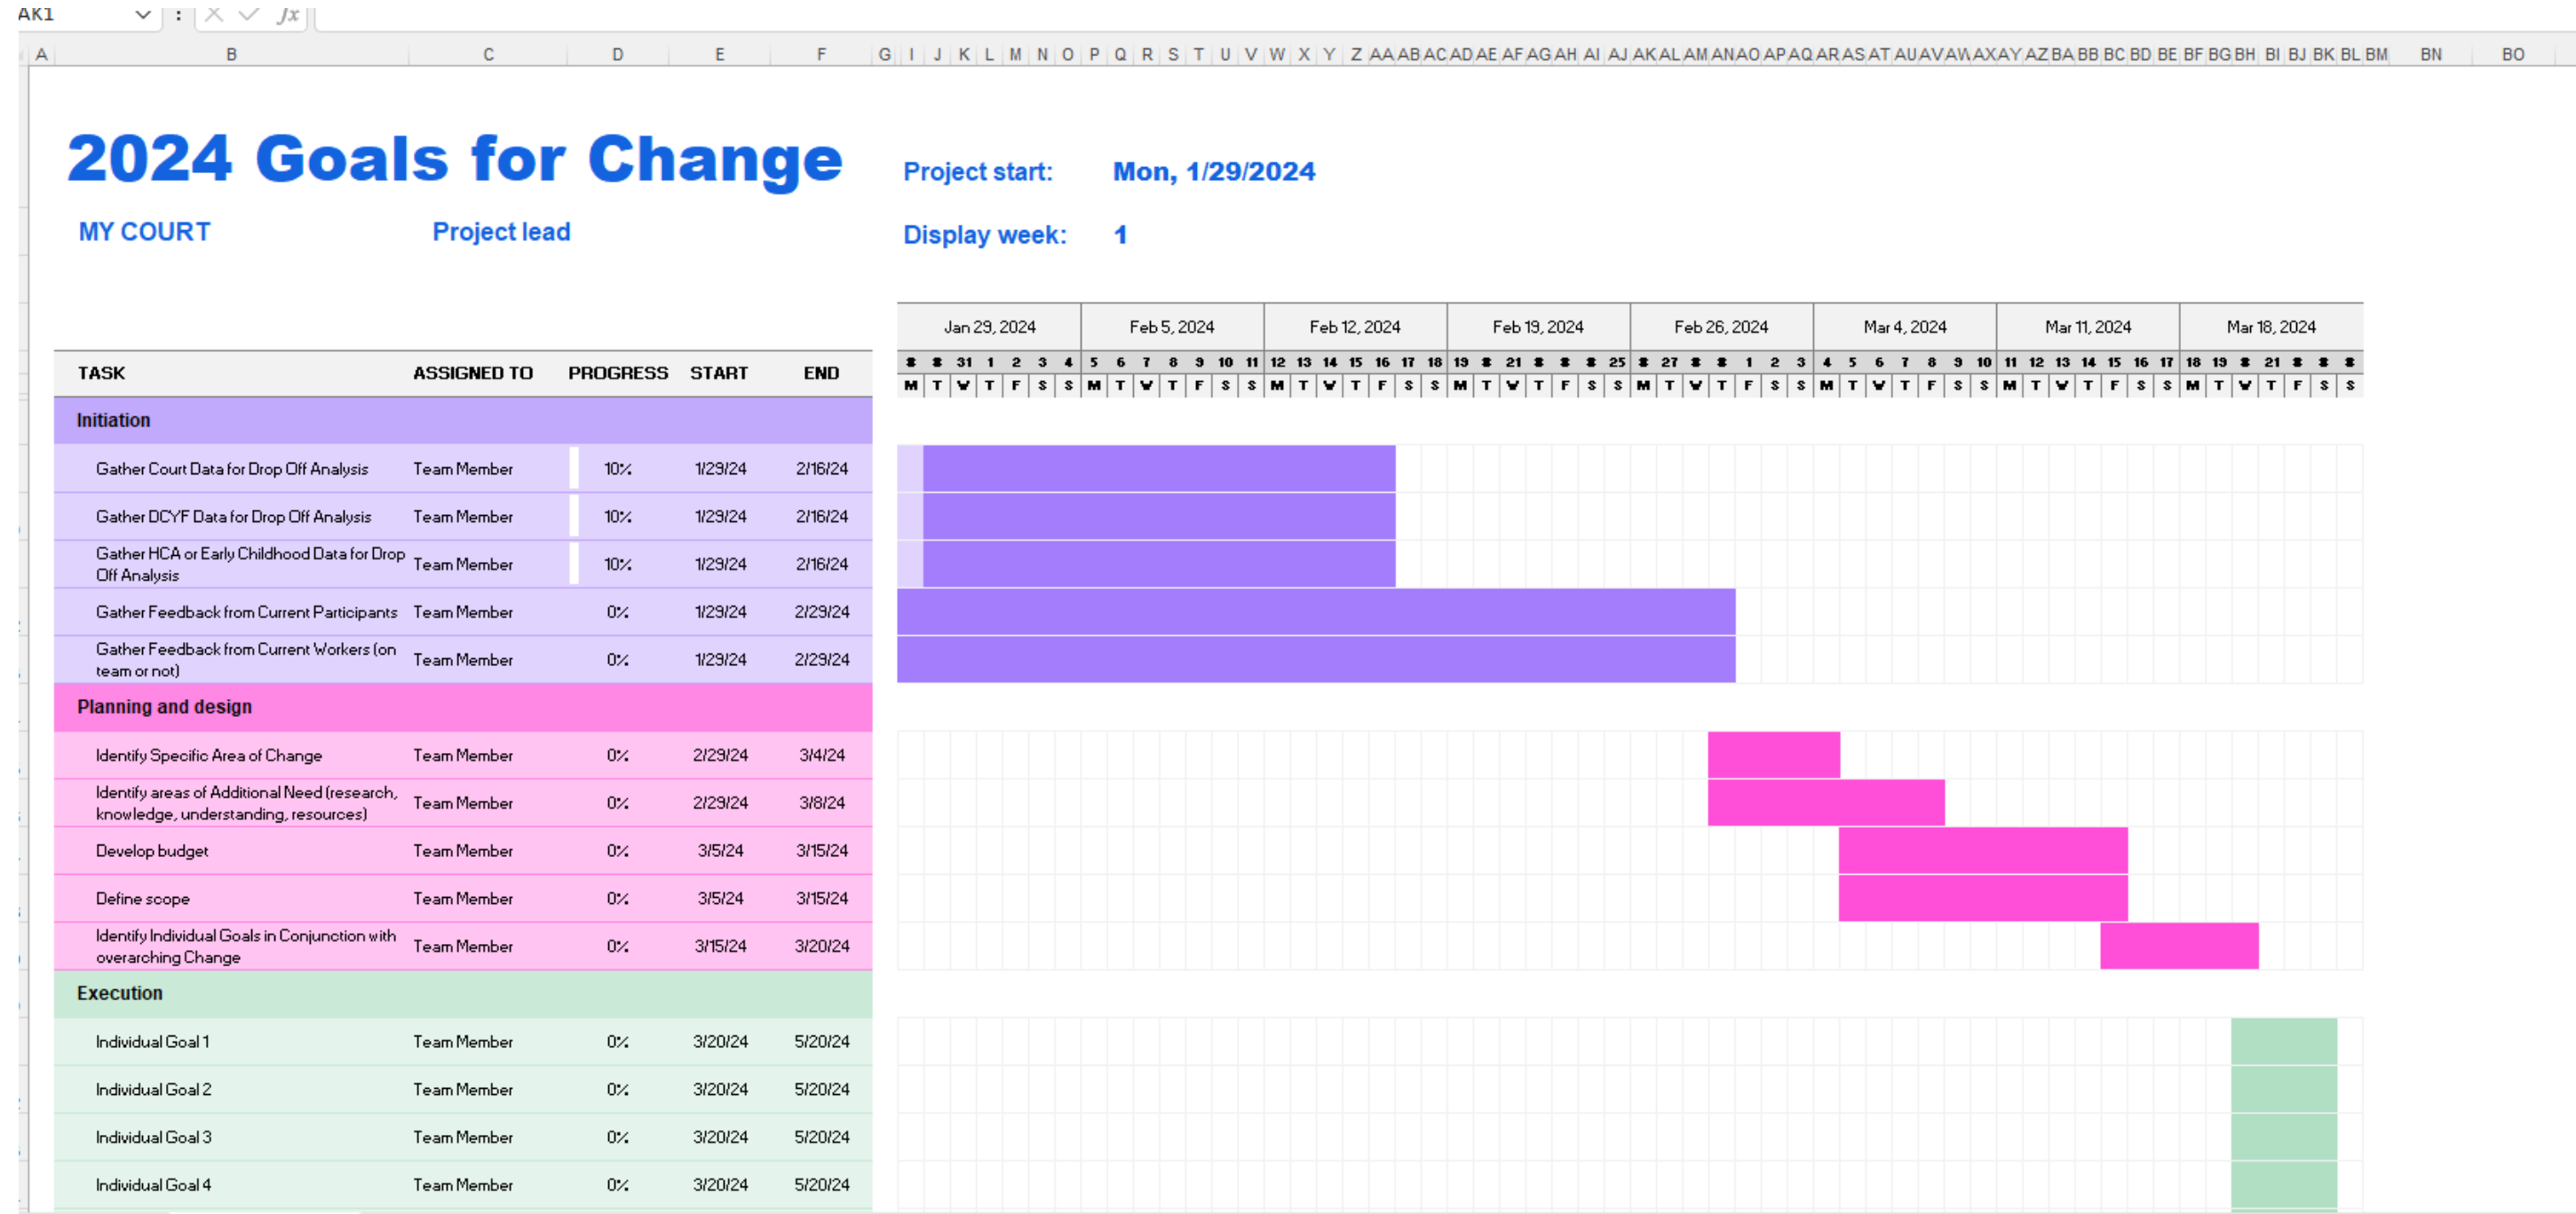 AK1 fx
A B C D E F G I J K L M N O P Q R S T U V W X Y Z AA AB AC AD AE AF AG AH AI AJ AK AL AM AN AO AP AQ AR AS AT AU AV AW AX AY AZ BA BB BC BD BE BF BG BH BI BJ BK BL BM BN BO
2024 Goals for Change
Project start: Mon, 1/29/2024
MY COURT Project lead
Display week: 1
Jan 29, 2024 Feb 5, 2024 Feb 12, 2024 Feb 19, 2024 Feb 26, 2024 Mar 4, 2024 Mar 11, 2024 Mar 18, 2024
# # 31 1 2 3 4 5 6 7 8 9 10 11 12 13 14 15 16 17 18 19 # 21 # # # 25 # 27 # # 1 2 3 4 5 6 7 8 9 10 11 12 13 14 15 16 17 18 19 # 21 # # #
TASK ASSIGNED TO PROGRESS START END
M T W T F S S M T W T F S S M T W T F S S M T W T F S S M T W T F S S M T W T F S S M T W T F S S M T W T F S S
Initiation
Gather Court Data for Drop Off Analysis Team Member 10% 1/29/24 2/16/24
Gather DCYF Data for Drop Off Analysis Team Member 10% 1/29/24 2/16/24
Gather HCA or Early Childhood Data for Drop
Off Analysis Team Member 10% 1/29/24 2/16/24
Gather Feedback from Current Participants Team Member 0% 1/29/24 2/29/24
Gather Feedback from Current Workers (on
team or not) Team Member 0% 1/29/24 2/29/24
Planning and design
Identify Specific Area of Change Team Member 0% 2/29/24 3/4/24
Identify areas of Additional Need (research,
knowledge, understanding, resources) Team Member 0% 2/29/24 3/8/24
Develop budget Team Member 0% 3/5/24 3/15/24
Define scope Team Member 0% 3/5/24 3/15/24
Identify Individual Goals in Conjunction with
overarching Change Team Member 0% 3/15/24 3/20/24
Execution
Individual Goal 1 Team Member 0% 3/20/24 5/20/24
Individual Goal 2 Team Member 0% 3/20/24 5/20/24
Individual Goal 3 Team Member 0% 3/20/24 5/20/24
Individual Goal 4 Team Member 0% 3/20/24 5/20/24